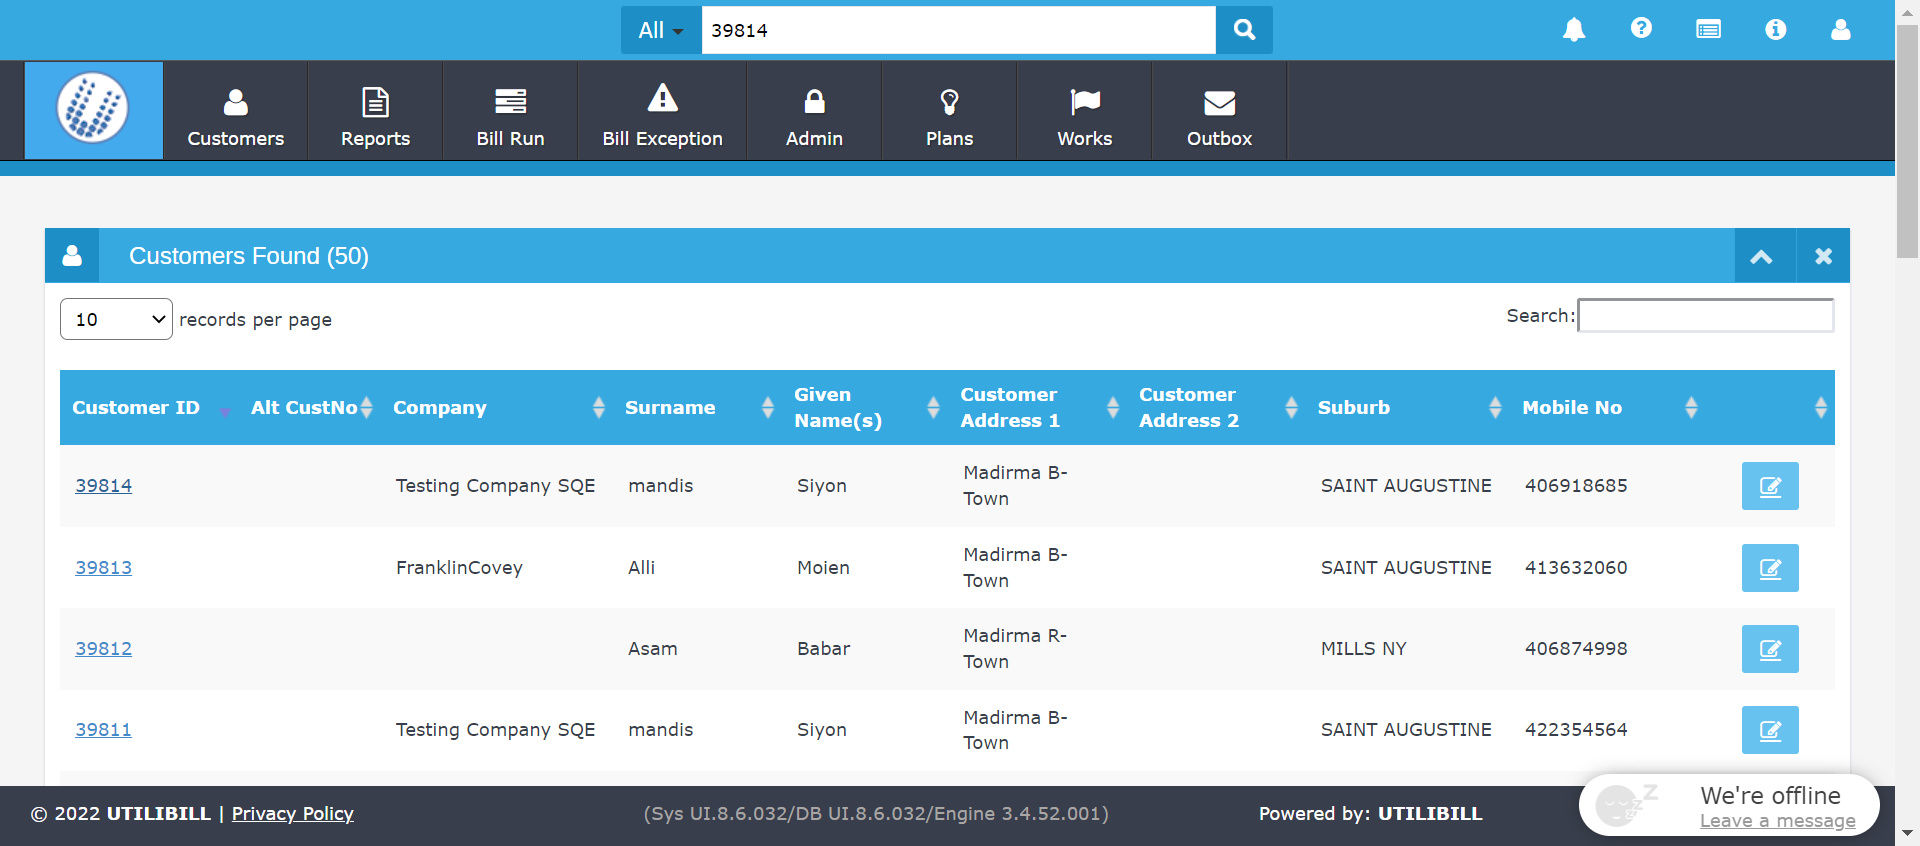 All 39814
Customers Reports Bill Run Bill Exception Admin Plans Works Outbox
Customers Found (50)
10 records per page Search:
Customer ID Alt CustNo Company Surname Given Name(s) Customer Address 1 Customer Address 2 Suburb Mobile No
39814 Testing Company SQE mandis Siyon Madirma B-Town SAINT AUGUSTINE 406918685
39813 FranklinCovey Alli Moien Madirma B-Town SAINT AUGUSTINE 413632060
39812 Asam Babar Madirma R-Town MILLS NY 406874998
39811 Testing Company SQE mandis Siyon Madirma B-Town SAINT AUGUSTINE 422354564
© 2022 UTILIBILL | Privacy Policy (Sys UI.8.6.032/DB UI.8.6.032/Engine 3.4.52.001) Powered by: UTILIBILL
We're offline
Leave a message